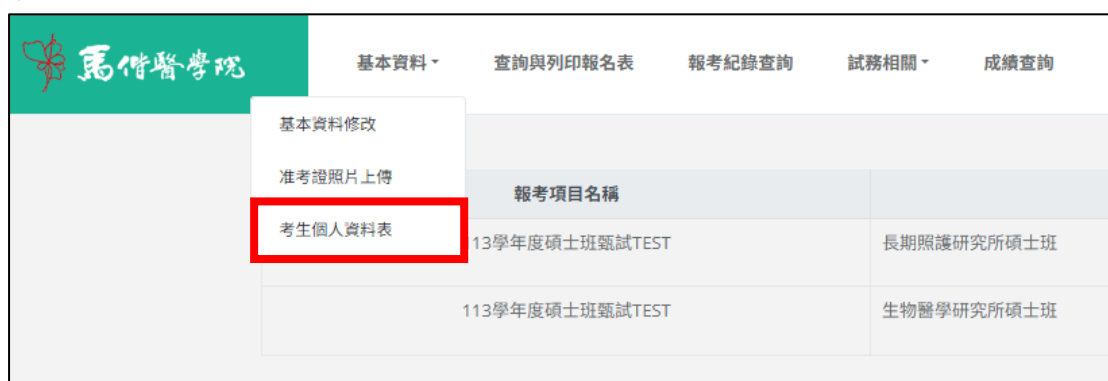 馬偕醫學院
基本資料 查詢與列印報名表 報考紀錄查詢 試務相關 成績查詢
基本資料修改
准考證照片上傳
考生個人資料表
報考項目名稱
13學年度碩士班甄試TEST 長期照護研究所碩士班
113學年度碩士班甄試TEST 生物醫學研究所碩士班